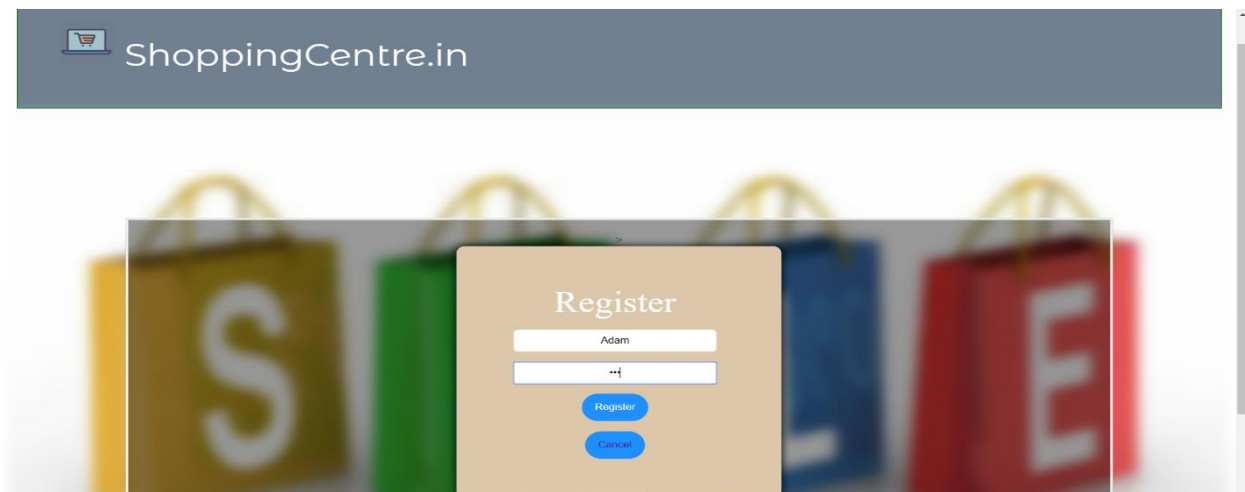 ShoppingCentre.in
S A L E
>
Register
Adam
•••
Register
Cancel